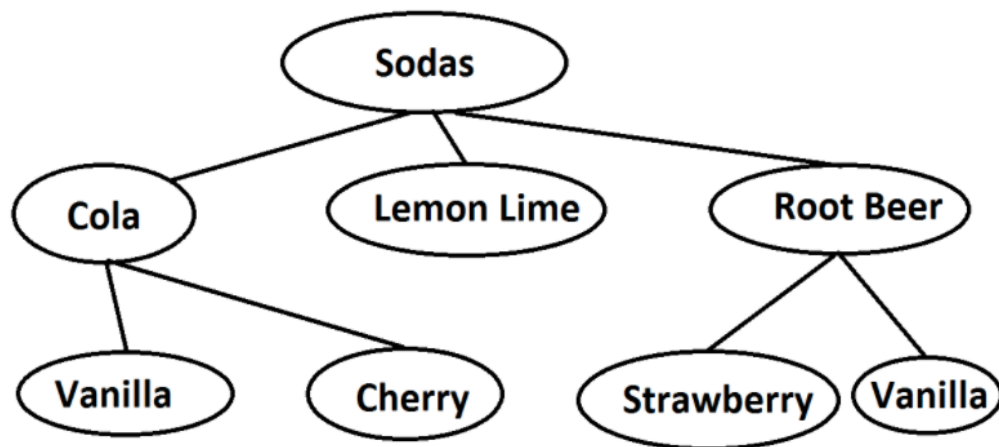 Sodas
Cola
Lemon Lime
Root Beer
Vanilla
Cherry
Strawberry
Vanilla